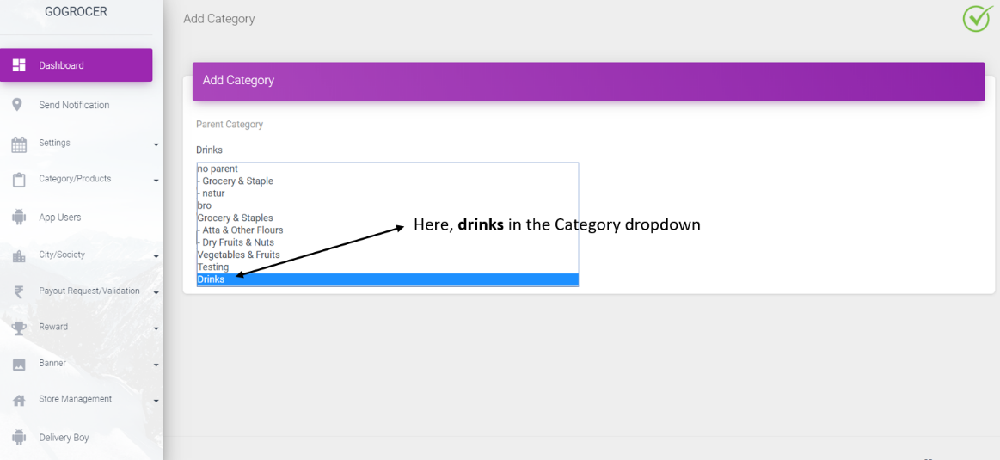 GOGROCER
Add Category
Dashboard
Send Notification
Settings
Category/Products
App Users
City/Society
Payout Request/Validation
Reward
Banner
Store Management
Delivery Boy
Add Category
Parent Category
Drinks
no parent
- Grocery & Staple
- natur
bro
Grocery & Staples
- Atta & Other Flours
- Dry Fruits & Nuts
Vegetables & Fruits
Testing
Drinks
Here, drinks in the Category dropdown